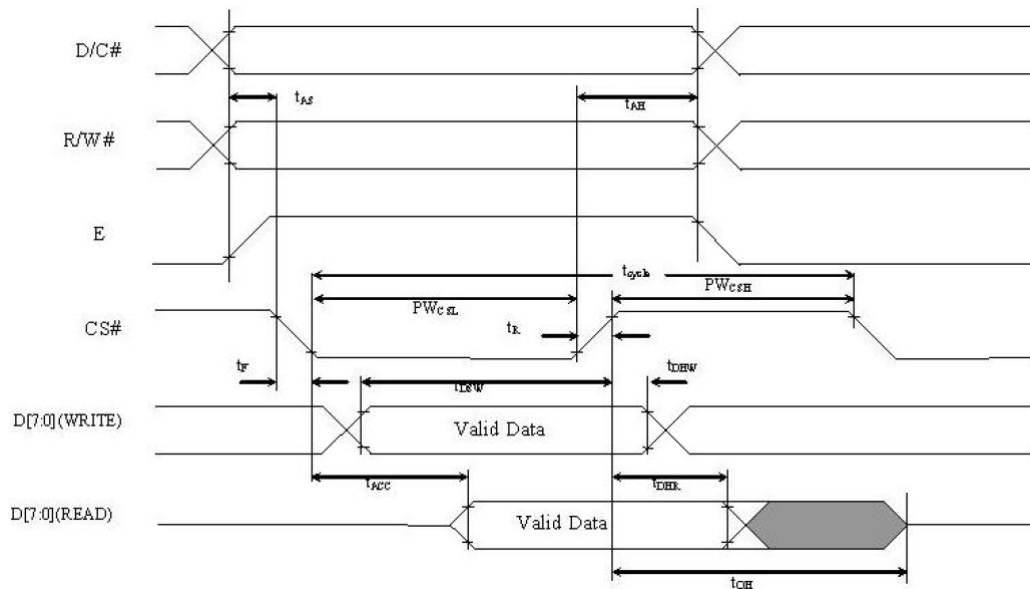 D/C#
tAS
tAH
R/W#
E
tcycle
PWCSL
PWCSH
CS#
tR
tF
tDSW
tDHW
D[7:0](WRITE)
Valid Data
tACC
tDHR
D[7:0](READ)
Valid Data
tOH